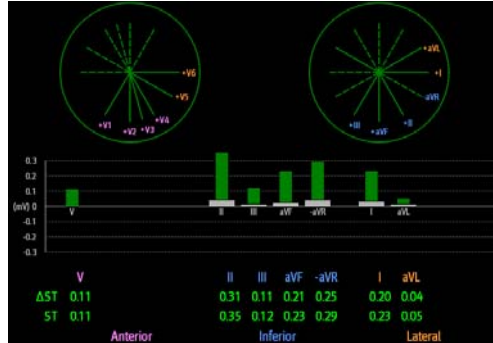 +aVL
+V6 +I
+V5 -aVR
+V1 +V2 +V3 +V4 +III +aVF +II
0.3
0.2
0.1
(mV) 0
V II III aVF -aVR I aVL
-0.1
-0.2
-0.3
V II III aVF -aVR I aVL
ΔST 0.11 0.31 0.11 0.21 0.25 0.20 0.04
ST 0.11 0.35 0.12 0.23 0.29 0.23 0.05
Anterior Inferior Lateral